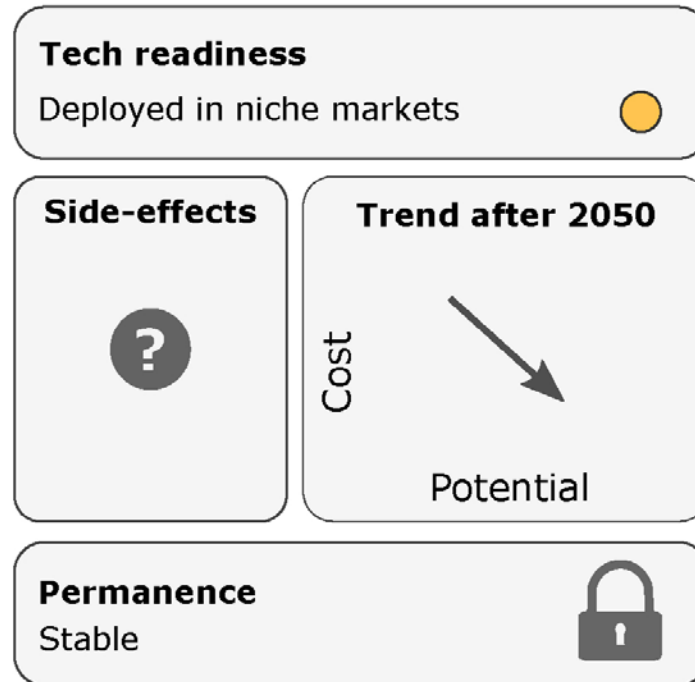 Tech readiness
Deployed in niche markets
Side-effects
?
Trend after 2050
Cost
Potential
Permanence
Stable